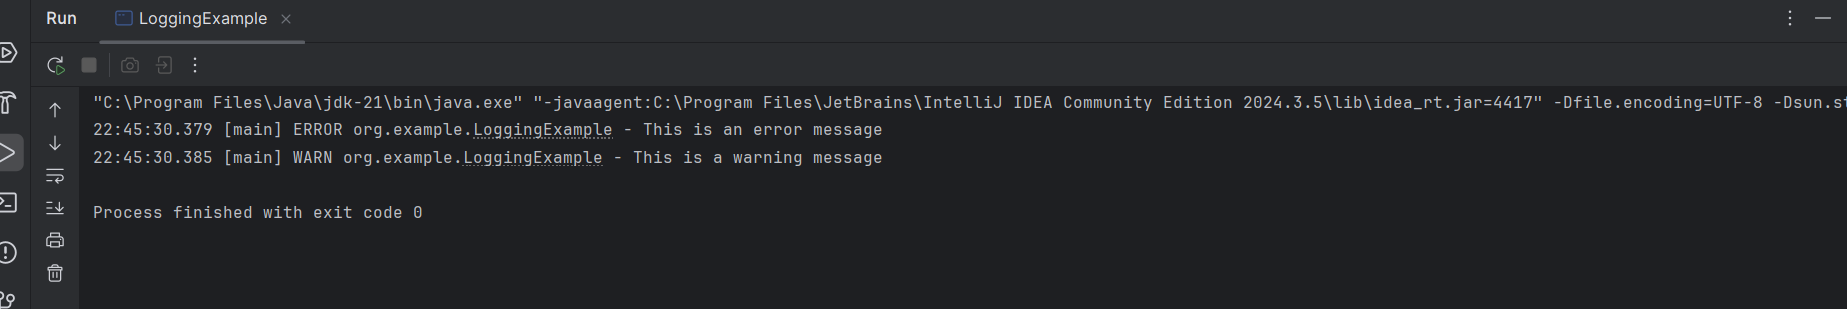 Run LoggingExample
"C:\Program Files\Java\jdk-21\bin\java.exe" "-javaagent:C:\Program Files\JetBrains\IntelliJ IDEA Community Edition 2024.3.5\lib\idea_rt.jar=4417" -Dfile.encoding=UTF-8 -Dsun.st
22:45:30.379 [main] ERROR org.example.LoggingExample - This is an error message
22:45:30.385 [main] WARN org.example.LoggingExample - This is a warning message
Process finished with exit code 0